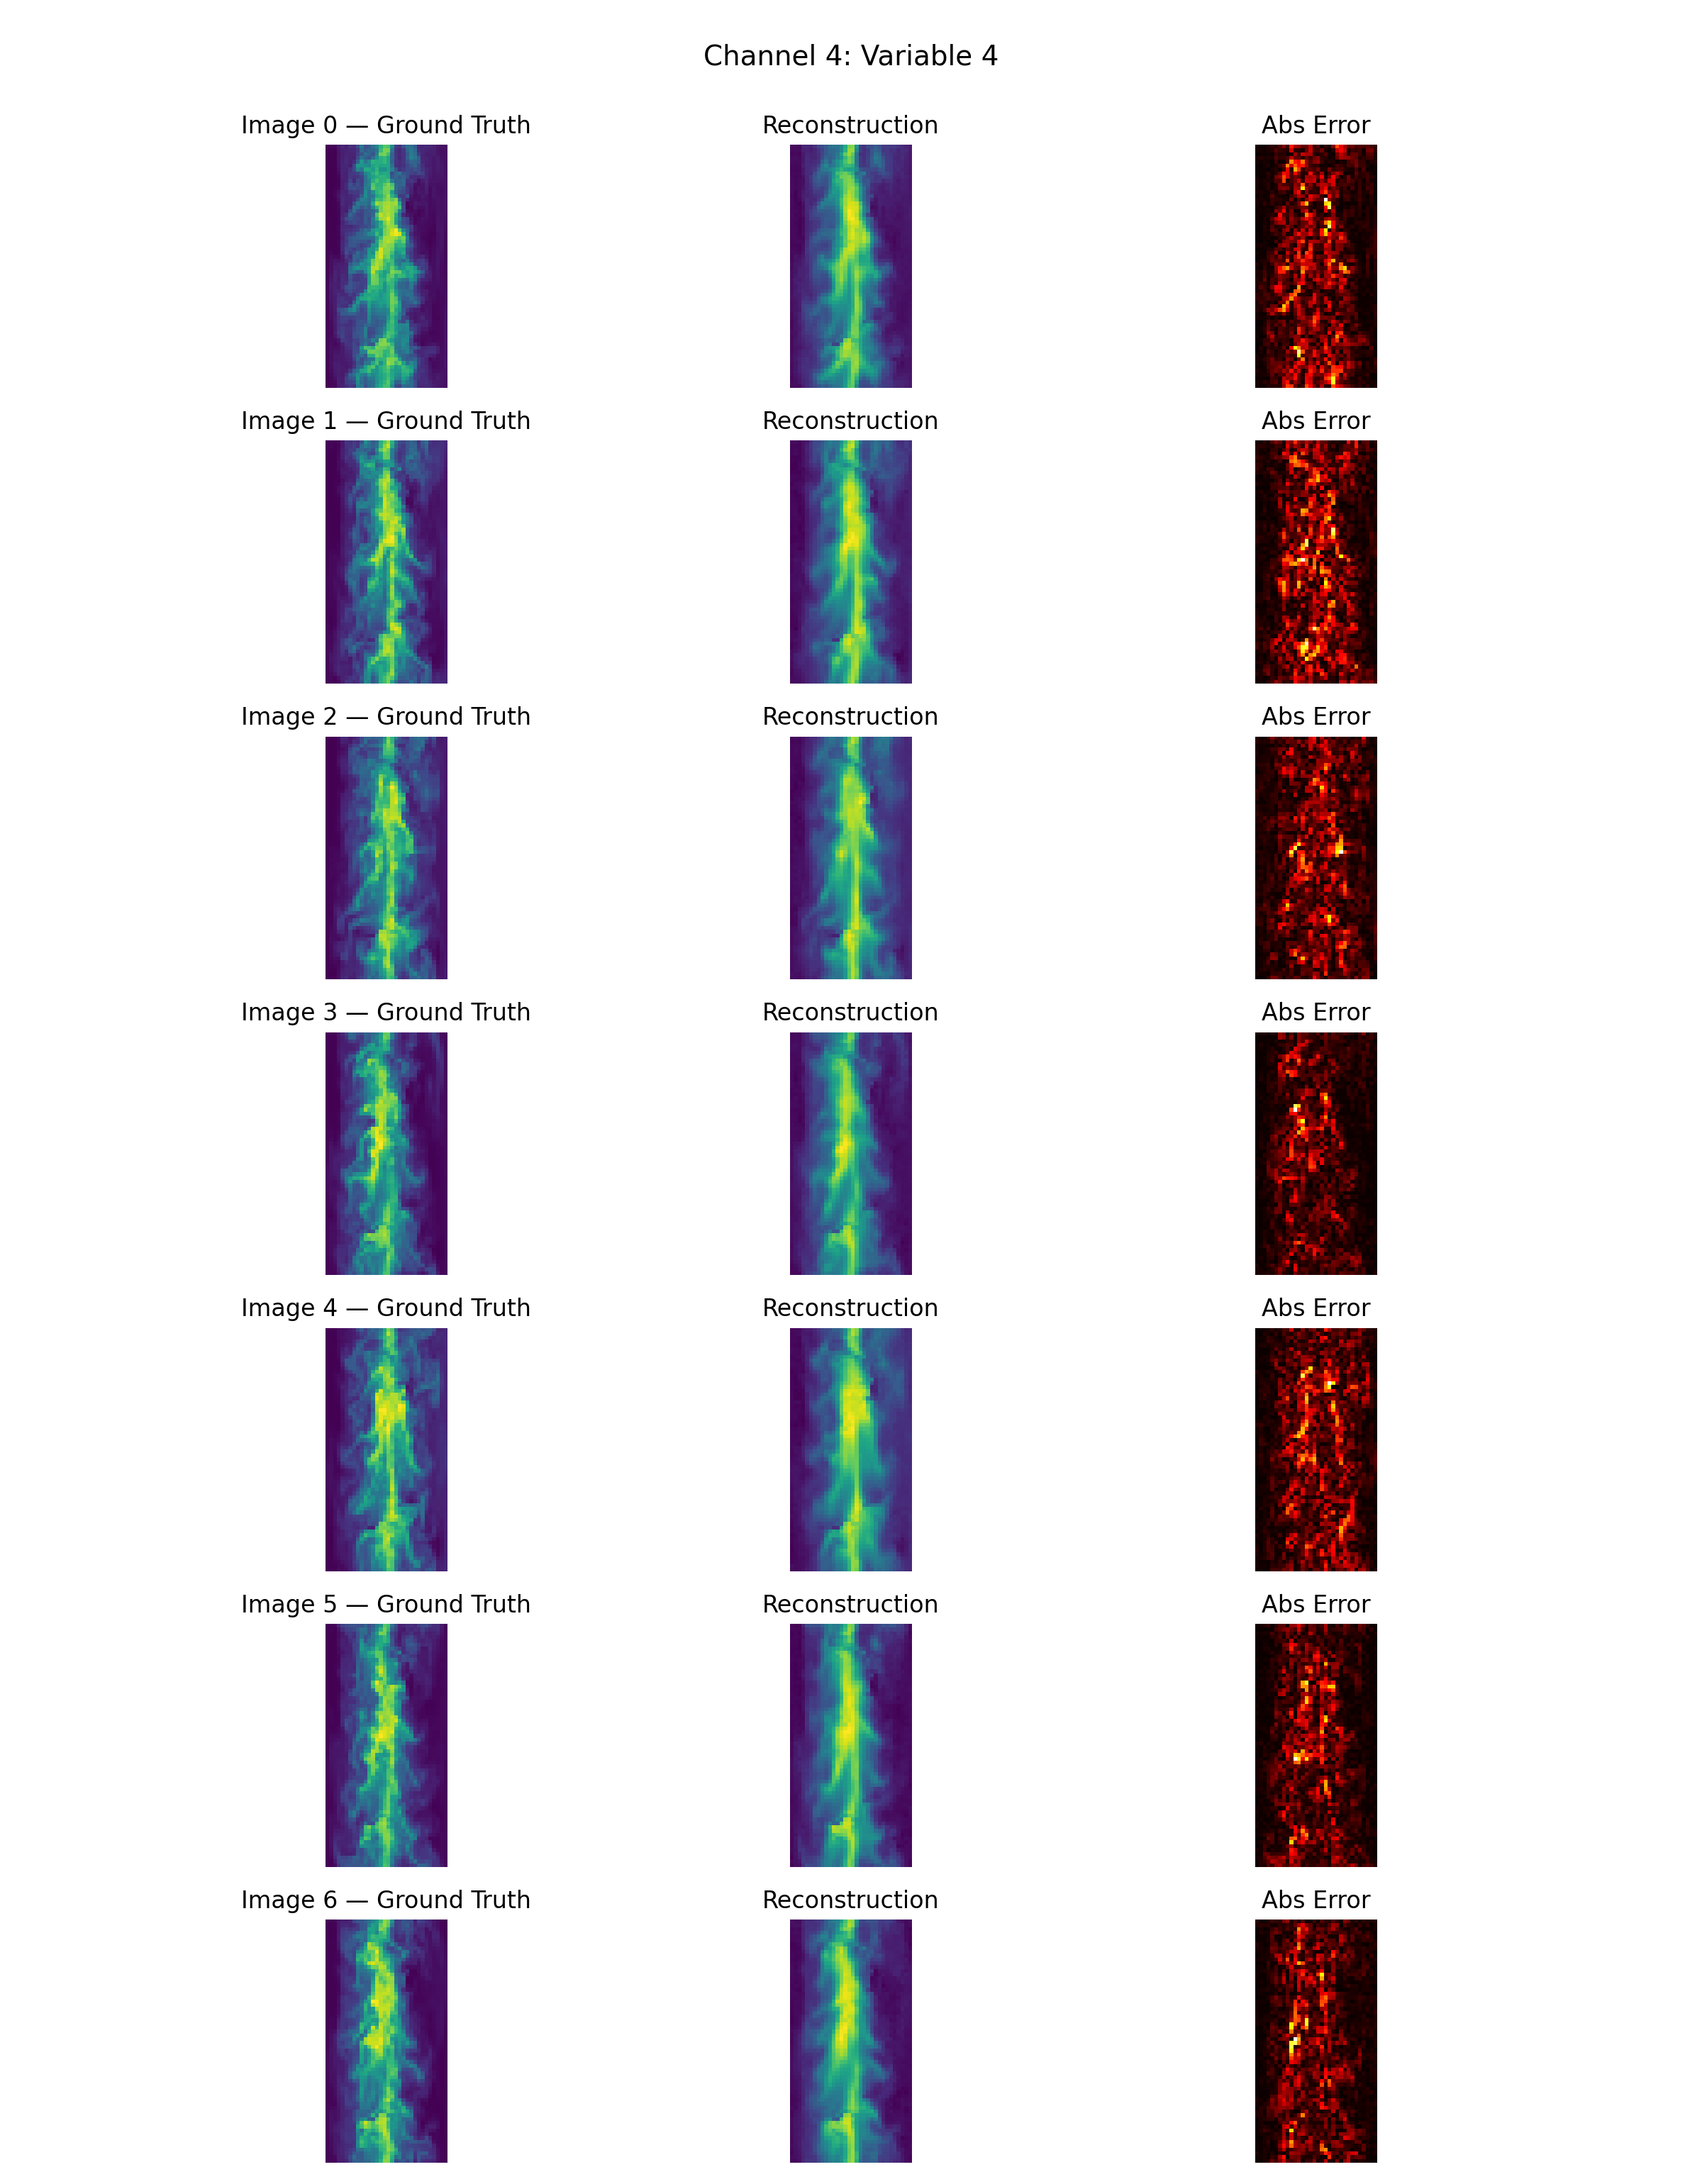 Channel 4: Variable 4
Image 0 — Ground Truth Reconstruction Abs Error
Image 1 — Ground Truth Reconstruction Abs Error
Image 2 — Ground Truth Reconstruction Abs Error
Image 3 — Ground Truth Reconstruction Abs Error
Image 4 — Ground Truth Reconstruction Abs Error
Image 5 — Ground Truth Reconstruction Abs Error
Image 6 — Ground Truth Reconstruction Abs Error